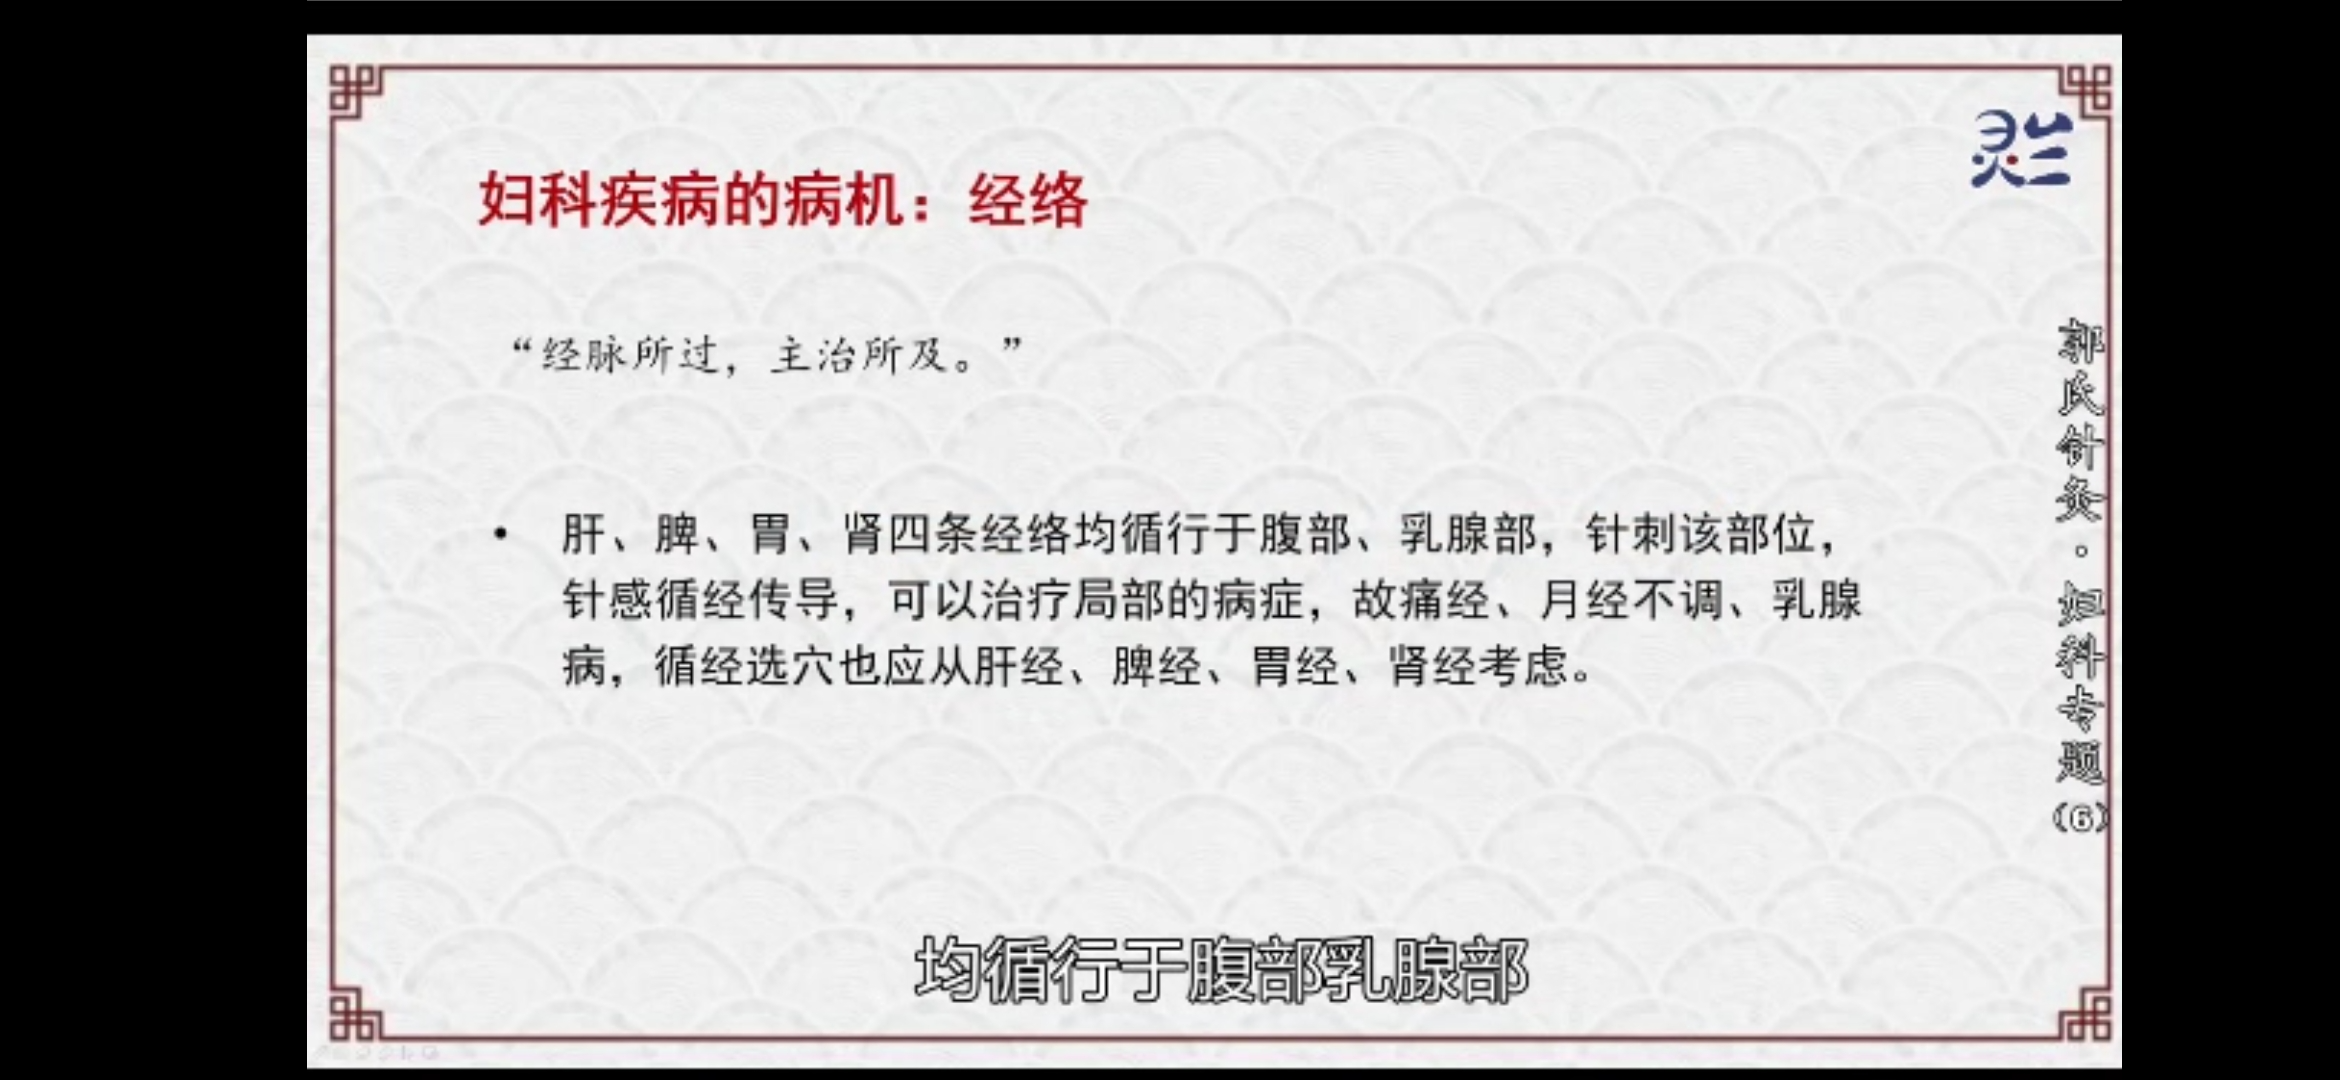 妇科疾病的病机：经络
“经脉所过，主治所及。”
• 肝、脾、胃、肾四条经络均循行于腹部、乳腺部，针刺该部位，
针感循经传导，可以治疗局部的病症，故痛经、月经不调、乳腺
病，循经选穴也应从肝经、脾经、胃经、肾经考虑。
郭氏针灸。妇科专题(6)
均循行于腹部乳腺部